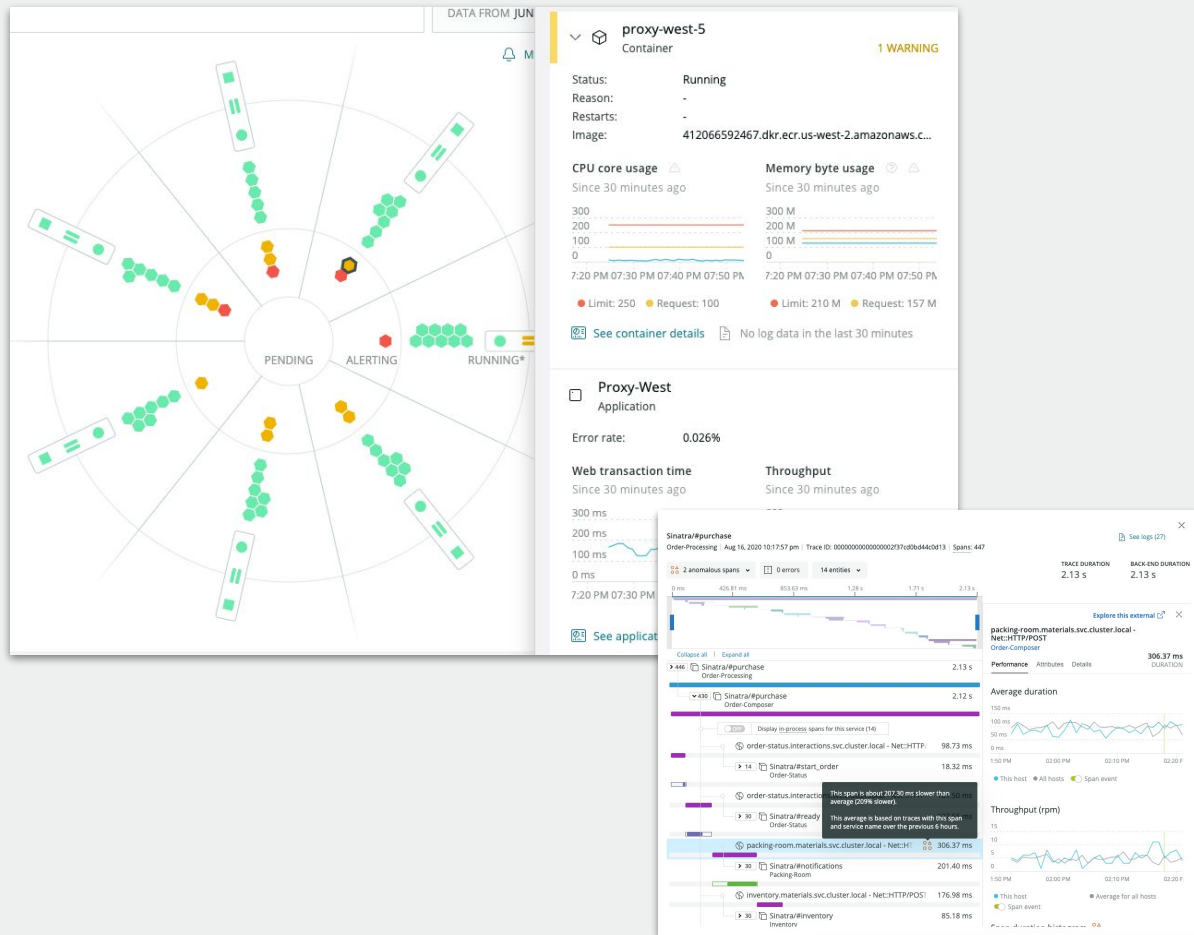 DATA FROM JUN
M
PENDING
ALERTING
RUNNING*
proxy-west-5
Container
1 WARNING
Status: Running
Reason: -
Restarts: -
Image: 412066592467.dkr.ecr.us-west-2.amazonaws.c...
CPU core usage
Since 30 minutes ago
300
200
100
0
7:20 PM 07:30 PM 07:40 PM 07:50 PM
Limit: 250 Request: 100
Memory byte usage
Since 30 minutes ago
300 M
200 M
100 M
0
7:20 PM 07:30 PM 07:40 PM 07:50 PM
Limit: 210 M Request: 157 M
See container details
No log data in the last 30 minutes
Proxy-West
Application
Error rate: 0.026%
Web transaction time
Since 30 minutes ago
300 ms
200 ms
100 ms
0 ms
7:20 PM 07:30 PM
Throughput
Since 30 minutes ago
See applicat
Sinatra/#purchase
Order-Processing | Aug 16, 2020 10:17:57 pm | Trace ID: 00000000000000002f37cd0bd44c0d13 | Spans: 447
See logs (27)
2 anomalous spans
0 errors
14 entities
TRACE DURATION
2.13 s
BACK-END DURATION
2.13 s
0 ms 426.81 ms 853.63 ms 1.28 s 1.71 s 2.13 s
Collapse all | Expand all
446 Sinatra/#purchase 2.13 s
Order-Processing
430 Sinatra/#purchase 2.12 s
Order-Composer
OFF Display in-process spans for this service (14)
order-status.interactions.svc.cluster.local - Net::HTTP/ 98.73 ms
14 Sinatra/#start_order 18.32 ms
Order-Status
order-status.interactio
30 Sinatra/#ready
Order-Status
This span is about 207.30 ms slower than
average (209% slower).
This average is based on traces with this span
and service name over the previous 6 hours.
packing-room.materials.svc.cluster.local - Net::HT 306.37 ms
30 Sinatra/#notifications 201.40 ms
Packing-Room
inventory.materials.svc.cluster.local - Net::HTTP/POST 176.98 ms
30 Sinatra/#inventory 85.18 ms
Inventory
Explore this external
packing-room.materials.svc.cluster.local -
Net::HTTP/POST
Order-Composer
306.37 ms
DURATION
Performance Attributes Details
Average duration
150 ms
100 ms
50 ms
0 ms
1:50 PM 02:00 PM 02:10 PM 02:20 P
This host All hosts Span event
Throughput (rpm)
15
10
5
0
1:50 PM 02:00 PM 02:10 PM 02:20 P
This host Average for all hosts
Span event
Span duration histogram